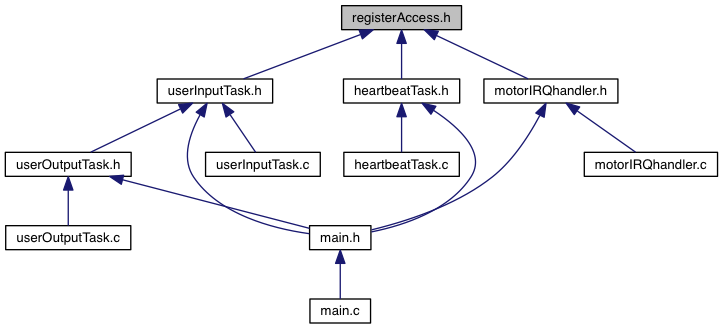 registerAccess.h
userInputTask.h
heartbeatTask.h
motorIRQhandler.h
userOutputTask.h
userInputTask.c
heartbeatTask.c
motorIRQhandler.c
userOutputTask.c
main.h
main.c